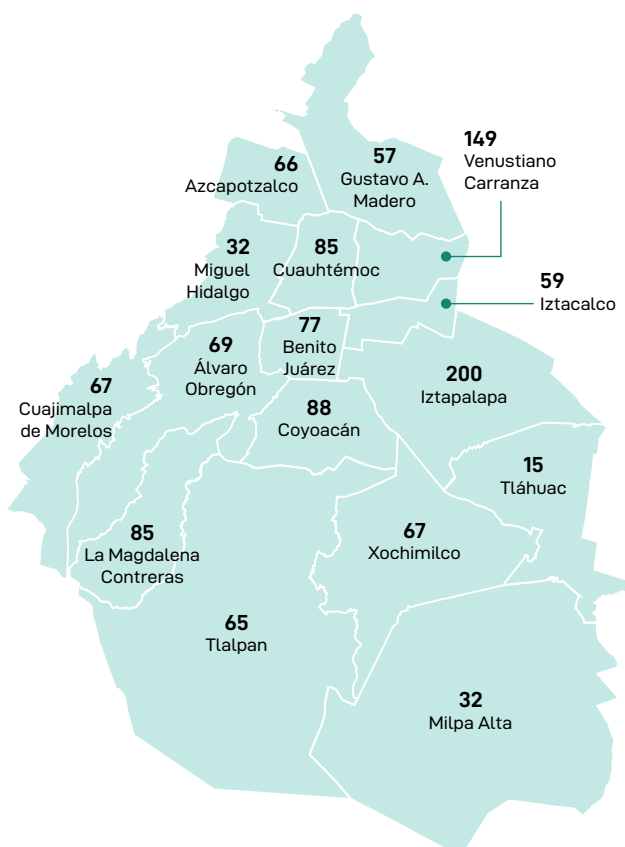 149
Venustiano
Carranza
66
Azcapotzalco
57
Gustavo A.
Madero
32
Miguel
Hidalgo
85
Cuauhtémoc
59
Iztacalco
77
Benito
Juárez
69
Álvaro
Obregón
67
Cuajimalpa
de Morelos
200
Iztapalapa
88
Coyoacán
15
Tláhuac
85
La Magdalena
Contreras
67
Xochimilco
65
Tlalpan
32
Milpa Alta